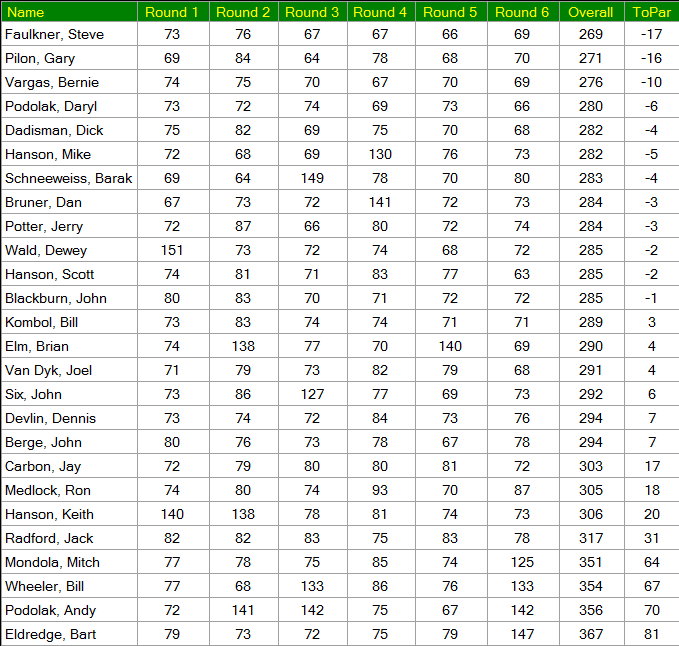 Name Round 1 Round 2 Round 3 Round 4 Round 5 Round 6 Overall ToPar
Faulkner, Steve 73 76 67 67 66 69 269 -17
Pilon, Gary 69 84 64 78 68 70 271 -16
Vargas, Bernie 74 75 70 67 70 69 276 -10
Podolak, Daryl 73 72 74 69 73 66 280 -6
Dadisman, Dick 75 82 69 75 70 68 282 -4
Hanson, Mike 72 68 69 130 76 73 282 -5
Schneeweiss, Barak 69 64 149 78 70 80 283 -4
Bruner, Dan 67 73 72 141 72 73 284 -3
Potter, Jerry 72 87 66 80 72 74 284 -3
Wald, Dewey 151 73 72 74 68 72 285 -2
Hanson, Scott 74 81 71 83 77 63 285 -2
Blackburn, John 80 83 70 71 72 72 285 -1
Kombol, Bill 73 83 74 74 71 71 289 3
Elm, Brian 74 138 77 70 140 69 290 4
Van Dyk, Joel 71 79 73 82 79 68 291 4
Six, John 73 86 127 77 69 73 292 6
Devlin, Dennis 73 74 72 84 73 76 294 7
Berge, John 80 76 73 78 67 78 294 7
Carbon, Jay 72 79 80 80 81 72 303 17
Medlock, Ron 74 80 74 93 70 87 305 18
Hanson, Keith 140 138 78 81 74 73 306 20
Radford, Jack 82 82 83 75 83 78 317 31
Mondola, Mitch 77 78 75 85 74 125 351 64
Wheeler, Bill 77 68 133 86 76 133 354 67
Podolak, Andy 72 141 142 75 67 142 356 70
Eldredge, Bart 79 73 72 75 79 147 367 81